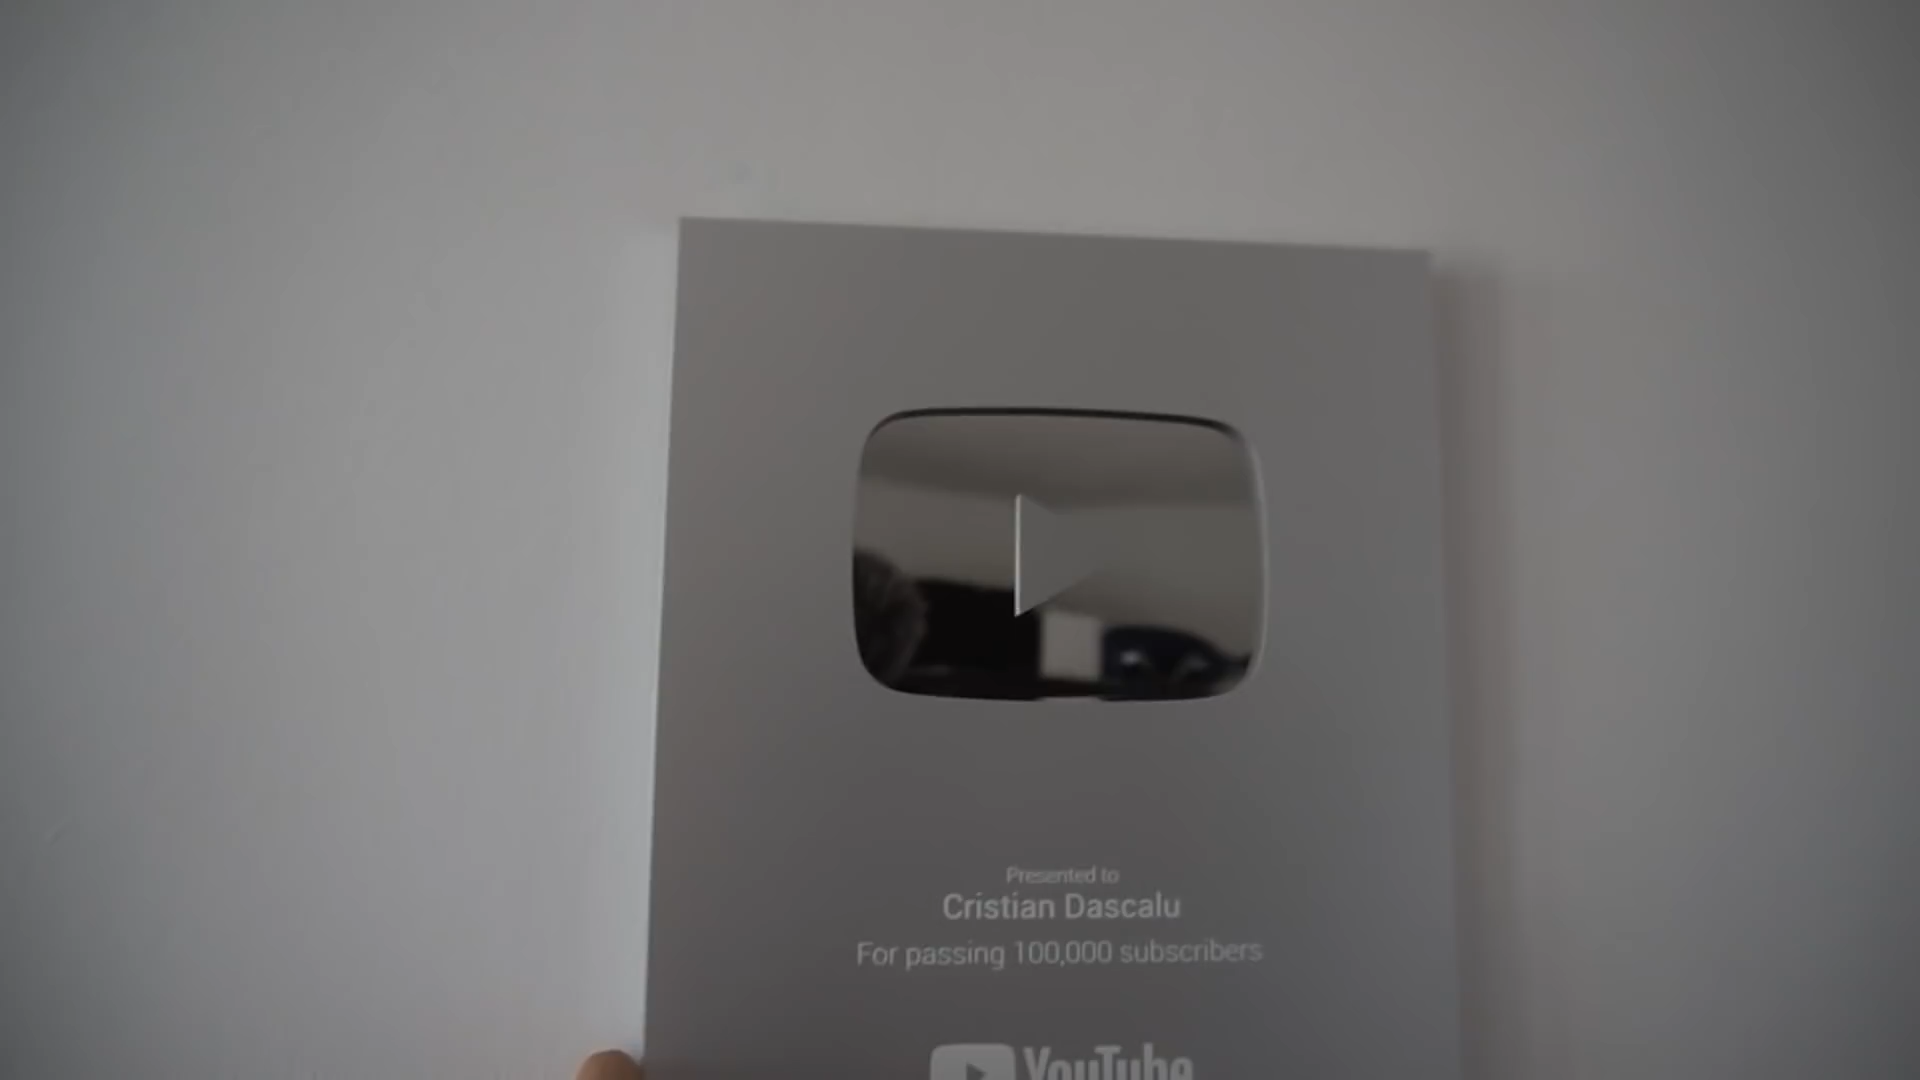 Presented to
Cristian Dascalu
For passing 100,000 subscribers
YouTube